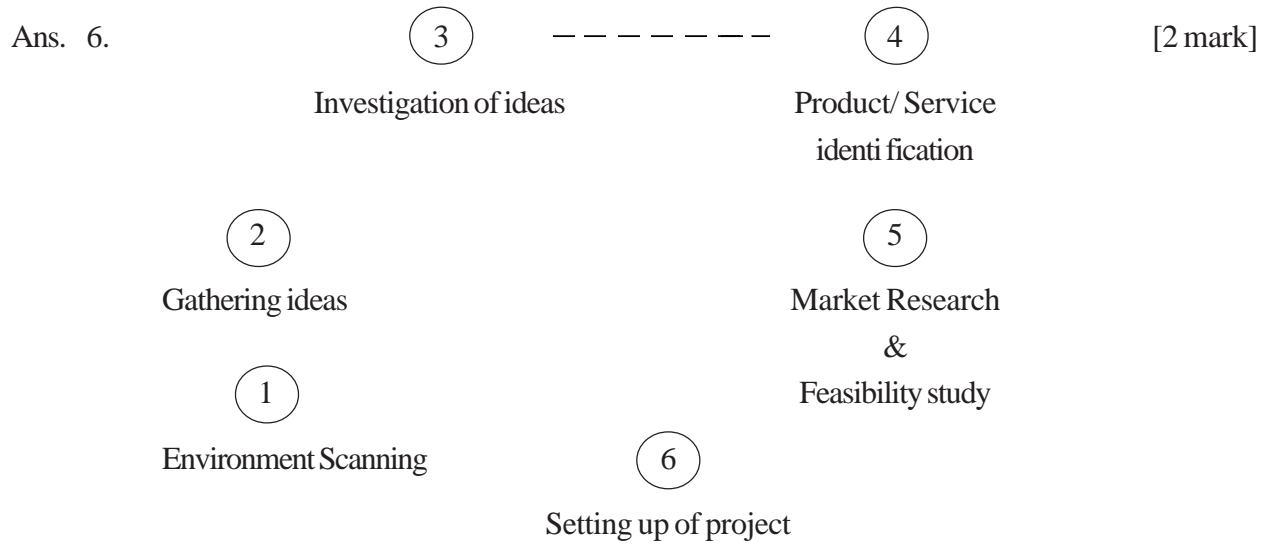 Ans. 6. 3 – – – – – – – 4 [2 mark]
Investigation of ideas Product/ Service
identi fication
2 5
Gathering ideas Market Research
&
1 Feasibility study
Environment Scanning 6
Setting up of project